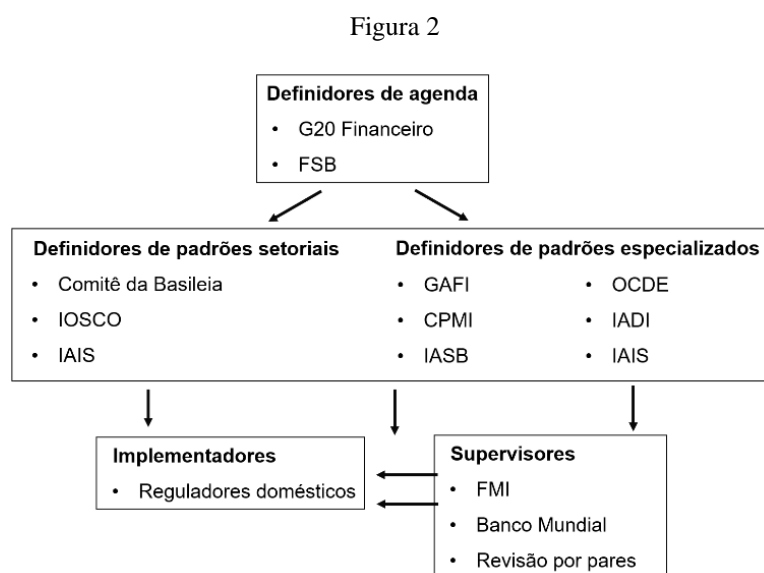 Figura 2
Definidores de agenda
• G20 Financeiro
• FSB
Definidores de padrões setoriais
• Comitê da Basileia
• IOSCO
• IAIS
Definidores de padrões especializados
• GAFI
• CPMI
• IASB
• OCDE
• IADI
• IAIS
Implementadores
• Reguladores domésticos
Supervisores
• FMI
• Banco Mundial
• Revisão por pares